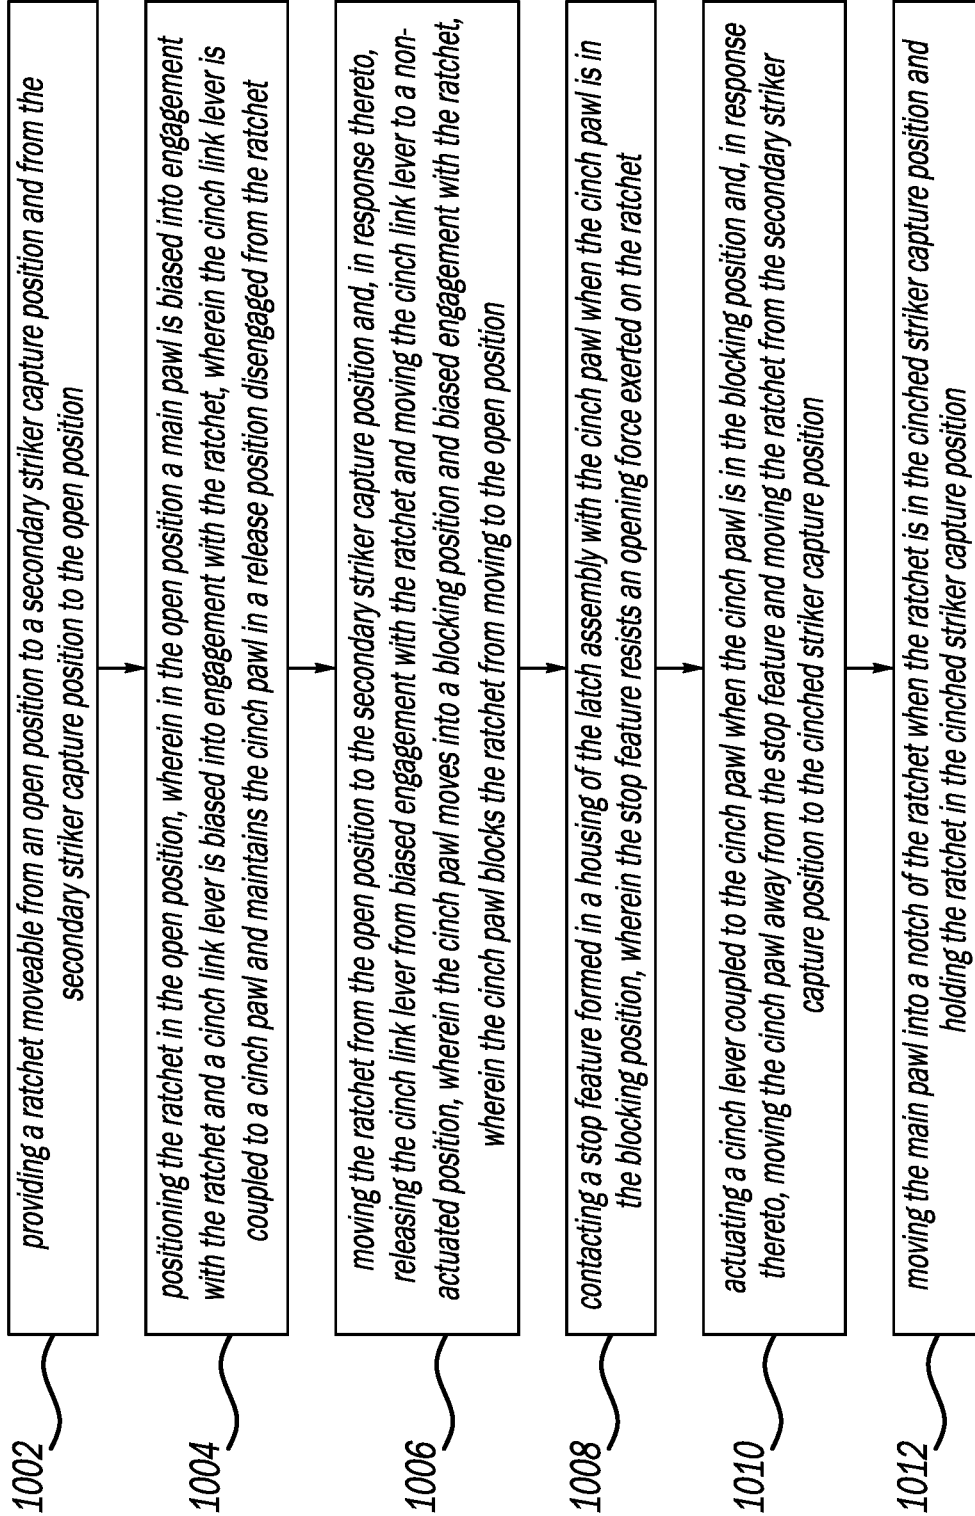 1002
providing a ratchet moveable from an open position to a secondary striker capture position and from the
secondary striker capture position to the open position
1004
positioning the ratchet in the open position, wherein in the open position a main pawl is biased into engagement
with the ratchet and a cinch link lever is biased into engagement with the ratchet, wherein the cinch link lever is
coupled to a cinch pawl and maintains the cinch pawl in a release position disengaged from the ratchet
1006
moving the ratchet from the open position to the secondary striker capture position and, in response thereto,
releasing the cinch link lever from biased engagement with the ratchet and moving the cinch link lever to a non-
actuated position, wherein the cinch pawl moves into a blocking position and biased engagement with the ratchet,
wherein the cinch pawl blocks the ratchet from moving to the open position
1008
contacting a stop feature formed in a housing of the latch assembly with the cinch pawl when the cinch pawl is in
the blocking position, wherein the stop feature resists an opening force exerted on the ratchet
1010
actuating a cinch lever coupled to the cinch pawl when the cinch pawl is in the blocking position and, in response
thereto, moving the cinch pawl away from the stop feature and moving the ratchet from the secondary striker
capture position to the cinched striker capture position
1012
moving the main pawl into a notch of the ratchet when the ratchet is in the cinched striker capture position and
holding the ratchet in the cinched striker capture position